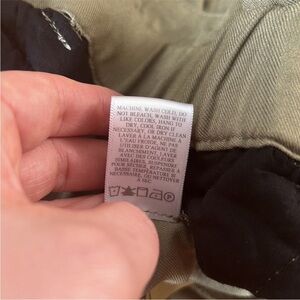 MACHINE WASH COLD, DO
NOT BLEACH, WASH WITH
LIKE COLORS, HANG TO
DRY, COOL IRON IF
NECESSARY, OR DRY CLEAN
LAVER À LA MACHINE À
L'EAU FROIDE, NE PAS
UTILISER D'AGENT DE
BLANCHIMENT, LAVER
AVEC DES COULEURS
SIMILAIRES, SUSPENDRE
POUR SÉCHER, REPASSER À
BASSE TEMPÉRATURE SI
NÉCESSAIRE, OU NETTOYER
À SEC